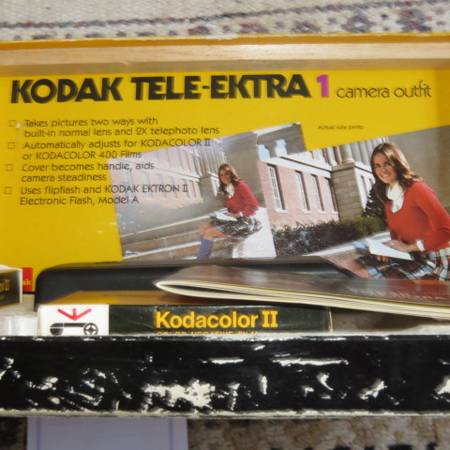 KODAK TELE-EKTRA 1 camera outfit
Takes pictures two ways with
built-in normal lens and 2X telephoto lens
Automatically adjusts for KODACOLOR II
or KODACOLOR 400 Films
Cover becomes handle, aids
camera steadiness
Uses flipflash and KODAK EKTRON II
Electronic Flash, Model A
Actual size prints
Kodacolor II